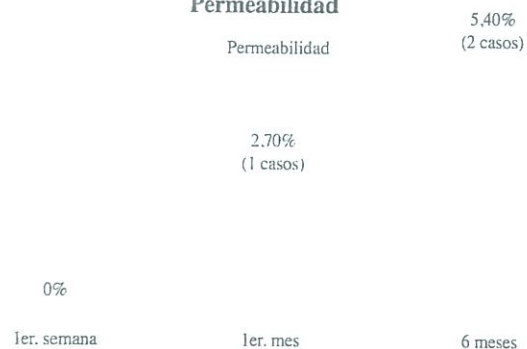 Permeabilidad
5,40%
Permeabilidad
(2 casos)
2.70%
(1 casos)
0%
1er. semana
1er. mes
6 meses